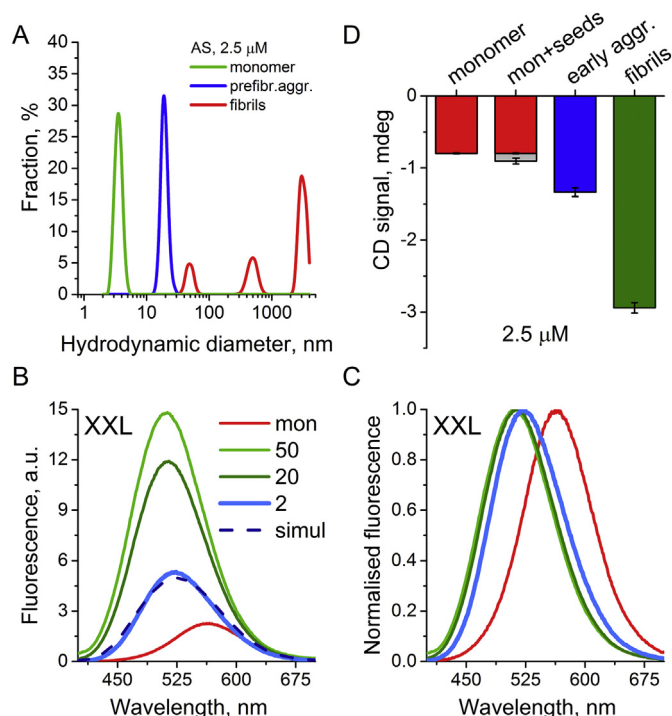 A
AS, 2.5 μM
monomer
prefibr.aggr.
fibrils
Fraction, %
40
35
30
25
20
15
10
5
0
1 10 100 1000
Hydrodynamic diameter, nm
D
monomer
mon+seeds
early aggr.
fibrils
CD signal, mdeg
0
-1
-2
-3
2.5 μM
B
XXL
mon
50
20
2
simul
Fluorescence, a.u.
15
12
9
6
3
0
450 525 600 675
Wavelength, nm
C
XXL
Normalised fluorescence
1.0
0.8
0.6
0.4
0.2
0.0
450 525 600 675
Wavelength, nm